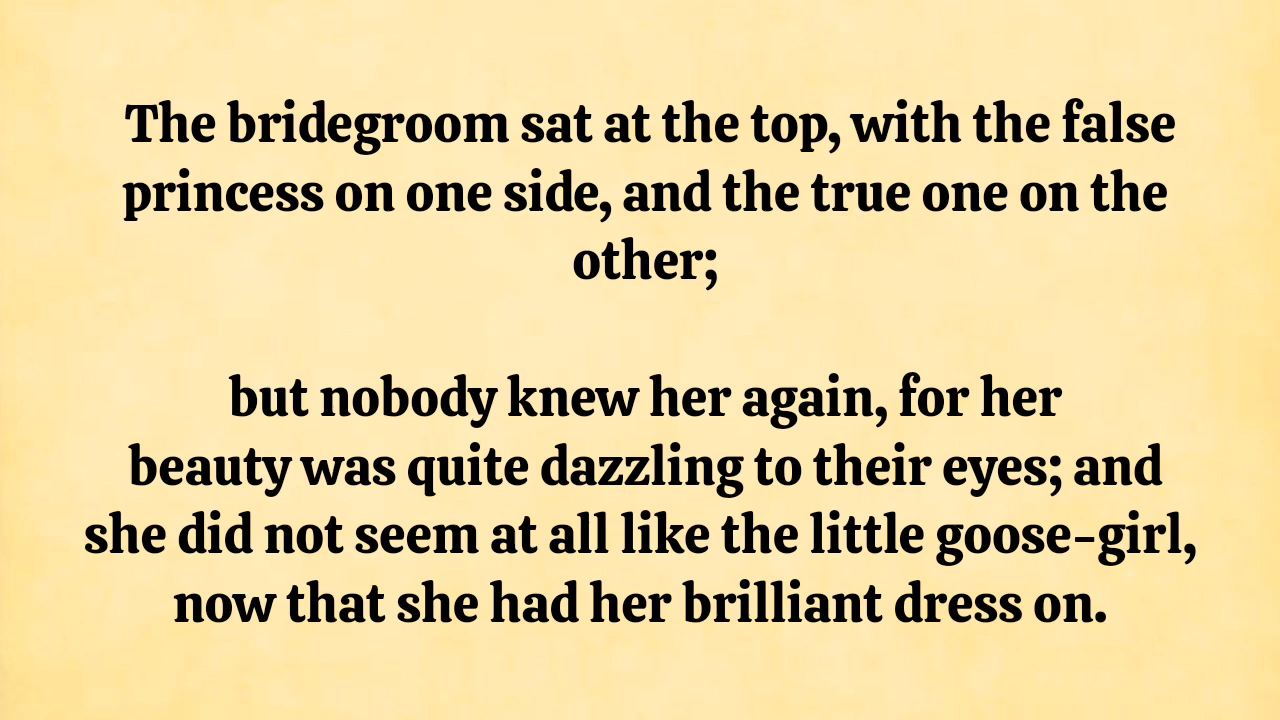 The bridegroom sat at the top, with the false
princess on one side, and the true one on the
other;
but nobody knew her again, for her
beauty was quite dazzling to their eyes; and
she did not seem at all like the little goose-girl,
now that she had her brilliant dress on.